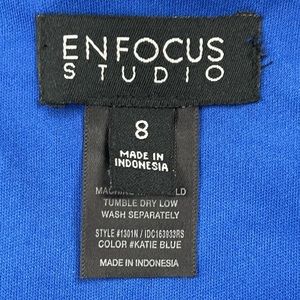 ENFOCUS
STUDIO
8
MADE IN
INDONESIA
TUMBLE DRY LOW
WASH SEPARATELY
STYLE #1301N / IDC163933RS
COLOR #KATIE BLUE
MADE IN INDONESIA